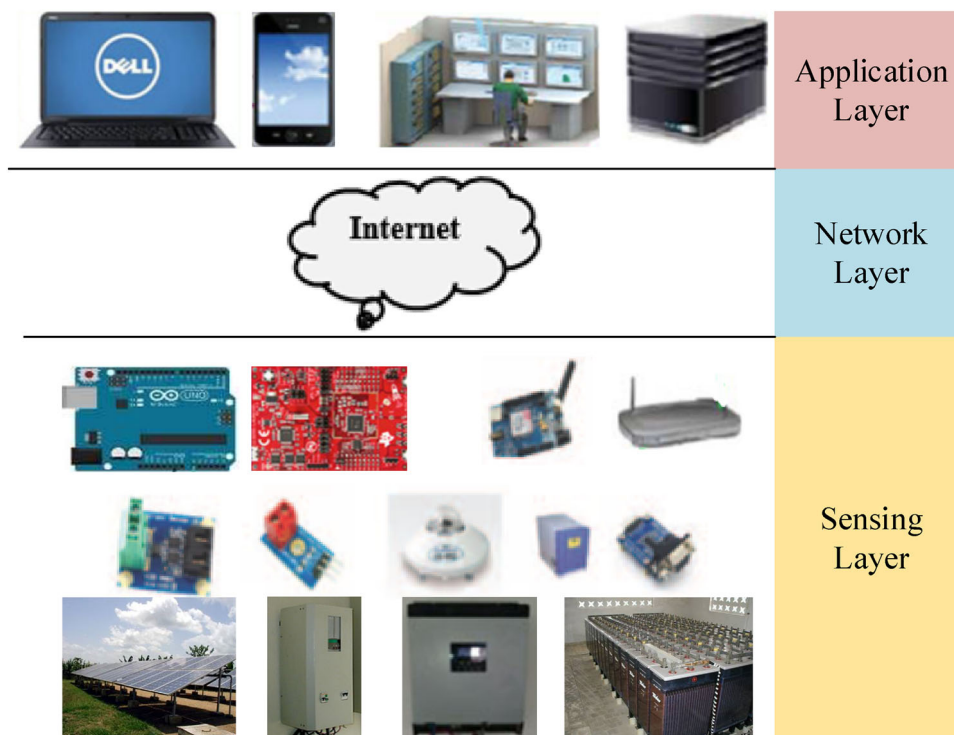 DELL
Application
Layer
Internet
Network
Layer
UNO
Sensing
Layer